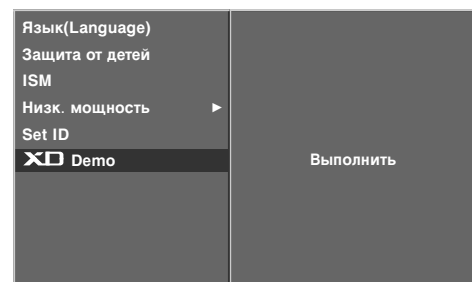 Язык(Language)
Защита от детей
ISM
Низк. мощность ►
Set ID
XD Demo
Выполнить